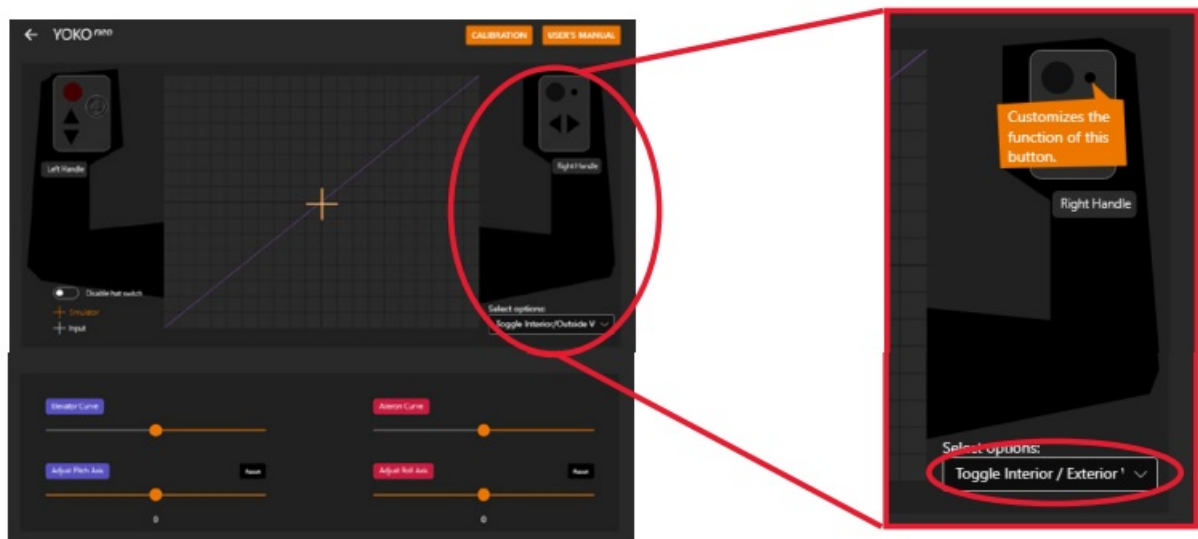 YOKO neo
CALIBRATION
USER'S MANUAL
Left Handle
Right Handle
Disable hat switch
Simulator
Input
Select options:
Toggle Interior/Outside V
Elevator Curve
Aileron Curve
Adjust Pitch Axis
Reset
Adjust Roll Axis
Reset
0
0
Customizes the
function of this
button.
Right Handle
Select options:
Toggle Interior / Exterior